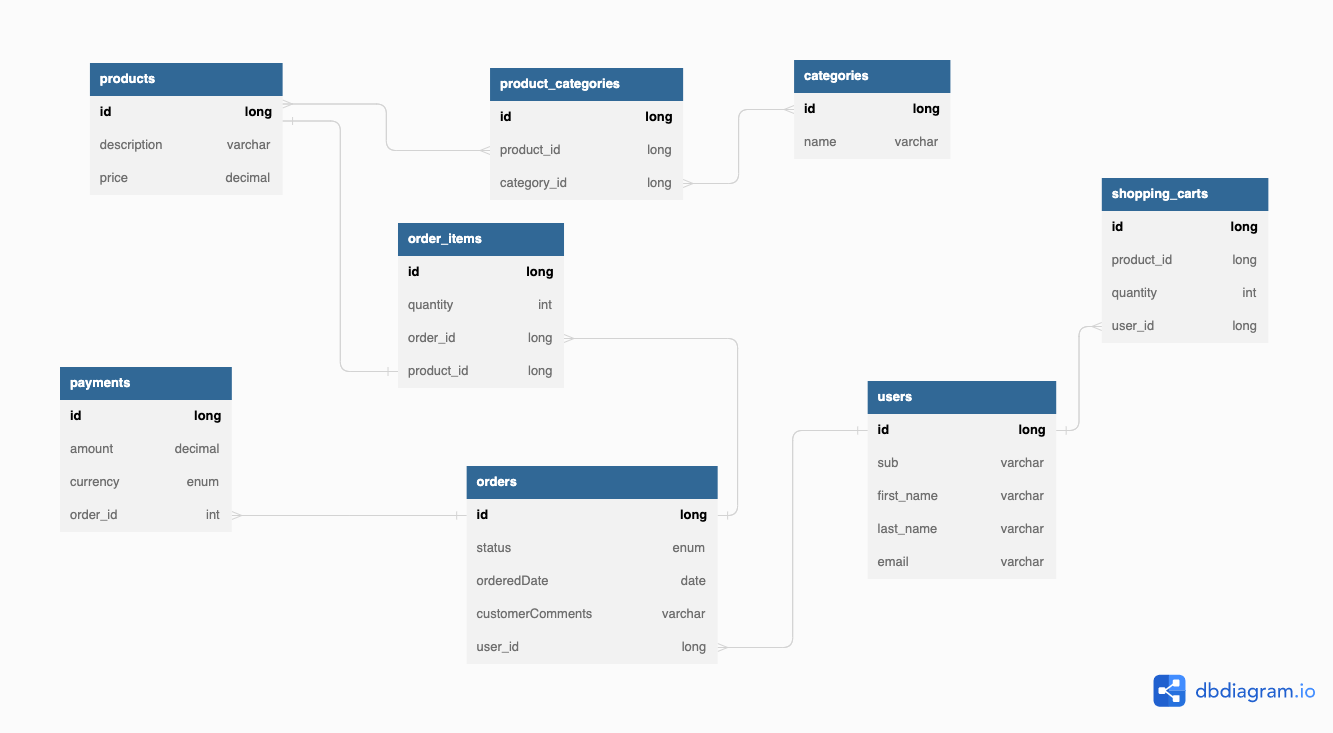 products
id long
description varchar
price decimal
product_categories
id long
product_id long
category_id long
categories
id long
name varchar
shopping_carts
id long
product_id long
quantity int
user_id long
order_items
id long
quantity int
order_id long
product_id long
payments
id long
amount decimal
currency enum
order_id int
users
id long
sub varchar
first_name varchar
last_name varchar
email varchar
orders
id long
status enum
orderedDate date
customerComments varchar
user_id long
dbdiagram.io